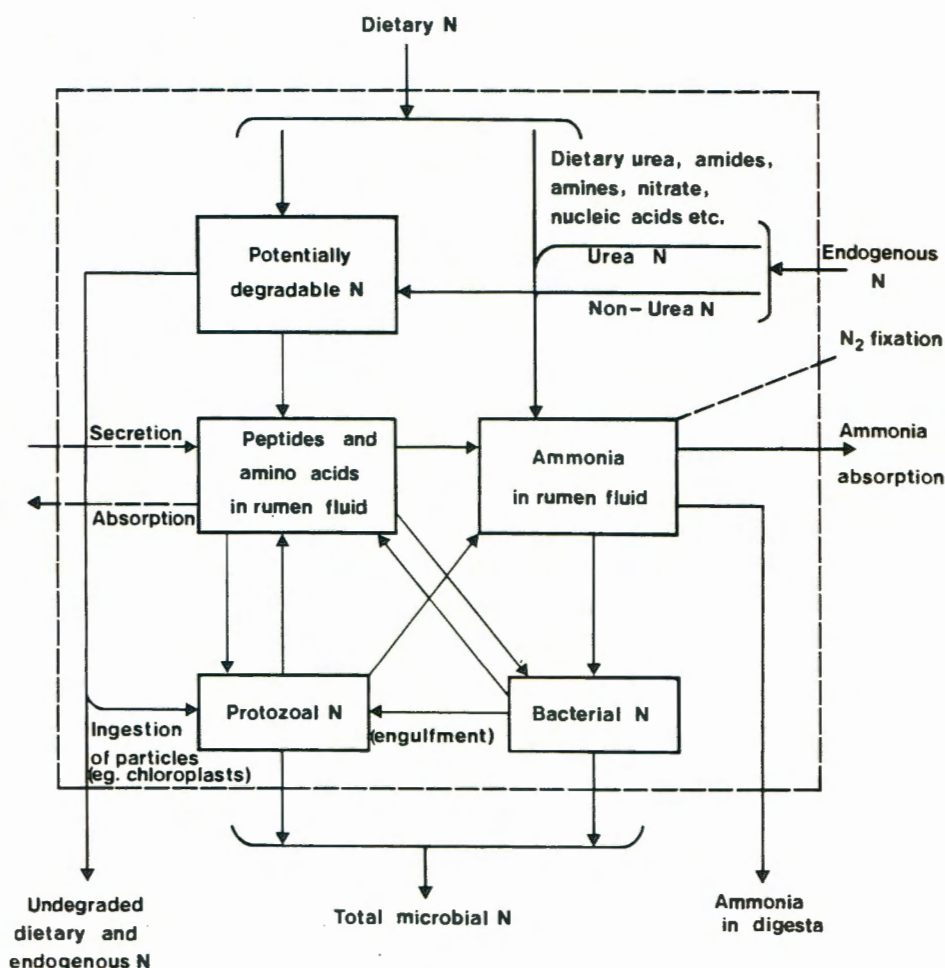 Dietary N
Dietary urea, amides,
amines, nitrate,
nucleic acids etc.
Potentially
degradable N
Urea N
Non-Urea N
Endogenous
N
N₂ fixation
Secretion
Absorption
Peptides and
amino acids
in rumen fluid
Ammonia
in rumen fluid
Ammonia
absorption
Protozoal N
(engulfment)
Bacterial N
Ingestion
of particles
(eg. chloroplasts)
Undegraded
dietary and
endogenous N
Total microbial N
Ammonia
in digesta